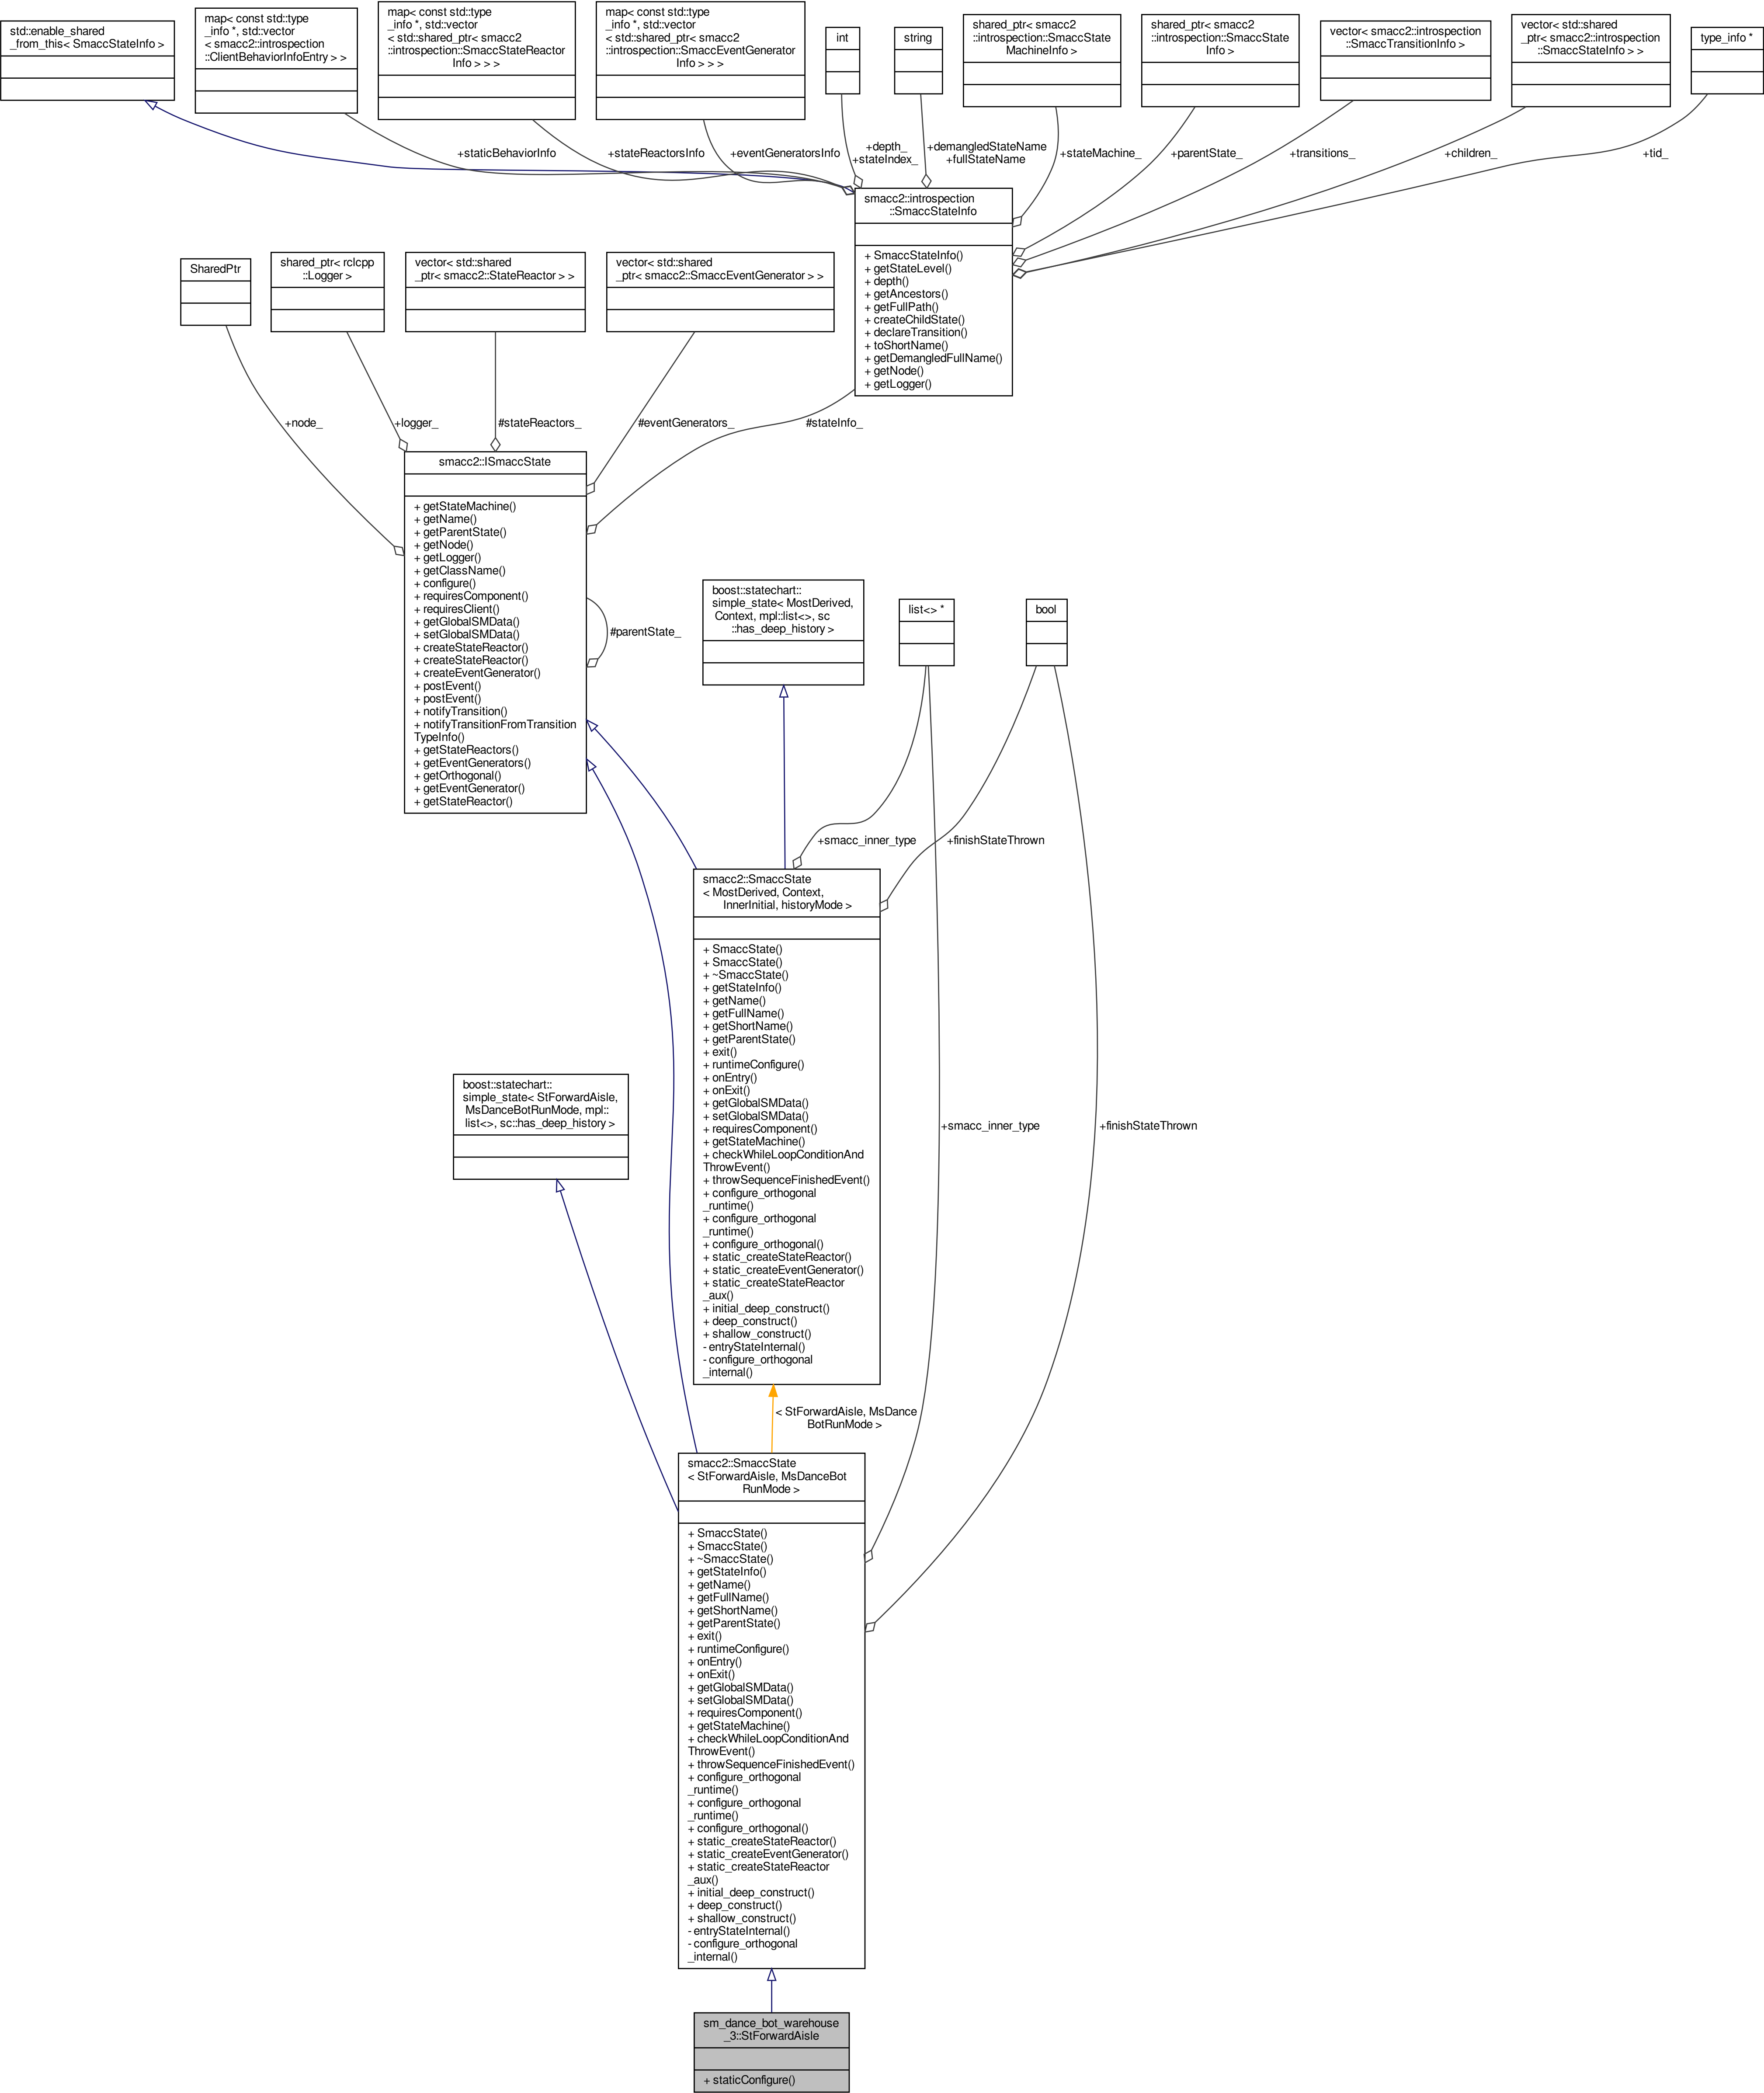 std::enable_shared
_from_this< SmaccStateInfo >
map< const std::type
_info *, std::vector
< smacc2::introspection
::ClientBehaviorInfoEntry > >
map< const std::type
_info *, std::vector
< std::shared_ptr< smacc2
::introspection::SmaccStateReactor
Info > > >
map< const std::type
_info *, std::vector
< std::shared_ptr< smacc2
::introspection::SmaccEventGenerator
Info > > >
int
string
shared_ptr< smacc2
::introspection::SmaccState
MachineInfo >
shared_ptr< smacc2
::introspection::SmaccState
Info >
vector< smacc2::introspection
::SmaccTransitionInfo >
vector< std::shared
_ptr< smacc2::introspection
::SmaccStateInfo > >
type_info *
+staticBehaviorInfo
+stateReactorsInfo
+eventGeneratorsInfo
+depth_
+stateIndex_
+demangledStateName
+fullStateName
+stateMachine_
+parentState_
+transitions_
+children_
+tid_
smacc2::introspection
::SmaccStateInfo
+ SmaccStateInfo()
+ getStateLevel()
+ depth()
+ getAncestors()
+ getFullPath()
+ createChildState()
+ declareTransition()
+ toShortName()
+ getDemangledFullName()
+ getNode()
+ getLogger()
SharedPtr
shared_ptr< rclcpp
::Logger >
vector< std::shared
_ptr< smacc2::StateReactor > >
vector< std::shared
_ptr< smacc2::SmaccEventGenerator > >
+node_
+logger_
#stateReactors_
#eventGenerators_
#stateInfo_
smacc2::ISmaccState
+ getStateMachine()
+ getName()
+ getParentState()
+ getNode()
+ getLogger()
+ getClassName()
+ configure()
+ requiresComponent()
+ requiresClient()
+ getGlobalSMData()
+ setGlobalSMData()
+ createStateReactor()
+ createStateReactor()
+ createEventGenerator()
+ postEvent()
+ postEvent()
+ notifyTransition()
+ notifyTransitionFromTransition
TypeInfo()
+ getStateReactors()
+ getEventGenerators()
+ getOrthogonal()
+ getEventGenerator()
+ getStateReactor()
#parentState_
boost::statechart::
simple_state< MostDerived,
Context, mpl::list<>, sc
::has_deep_history >
list<> *
bool
+smacc_inner_type
+finishStateThrown
smacc2::SmaccState
< MostDerived, Context,
InnerInitial, historyMode >
+ SmaccState()
+ SmaccState()
+ ~SmaccState()
+ getStateInfo()
+ getName()
+ getFullName()
+ getShortName()
+ getParentState()
+ exit()
+ runtimeConfigure()
+ onEntry()
+ onExit()
+ getGlobalSMData()
+ setGlobalSMData()
+ requiresComponent()
+ getStateMachine()
+ checkWhileLoopConditionAnd
ThrowEvent()
+ throwSequenceFinishedEvent()
+ configure_orthogonal
_runtime()
+ configure_orthogonal
_runtime()
+ configure_orthogonal()
+ static_createStateReactor()
+ static_createEventGenerator()
+ static_createStateReactor
_aux()
+ initial_deep_construct()
+ deep_construct()
+ shallow_construct()
- entryStateInternal()
- configure_orthogonal
_internal()
boost::statechart::
simple_state< StForwardAisle,
MsDanceBotRunMode, mpl::
list<>, sc::has_deep_history >
+smacc_inner_type
+finishStateThrown
< StForwardAisle, MsDance
BotRunMode >
smacc2::SmaccState
< StForwardAisle, MsDanceBot
RunMode >
+ SmaccState()
+ SmaccState()
+ ~SmaccState()
+ getStateInfo()
+ getName()
+ getFullName()
+ getShortName()
+ getParentState()
+ exit()
+ runtimeConfigure()
+ onEntry()
+ onExit()
+ getGlobalSMData()
+ setGlobalSMData()
+ requiresComponent()
+ getStateMachine()
+ checkWhileLoopConditionAnd
ThrowEvent()
+ throwSequenceFinishedEvent()
+ configure_orthogonal
_runtime()
+ configure_orthogonal
_runtime()
+ configure_orthogonal()
+ static_createStateReactor()
+ static_createEventGenerator()
+ static_createStateReactor
_aux()
+ initial_deep_construct()
+ deep_construct()
+ shallow_construct()
- entryStateInternal()
- configure_orthogonal
_internal()
sm_dance_bot_warehouse
_3::StForwardAisle
+ staticConfigure()